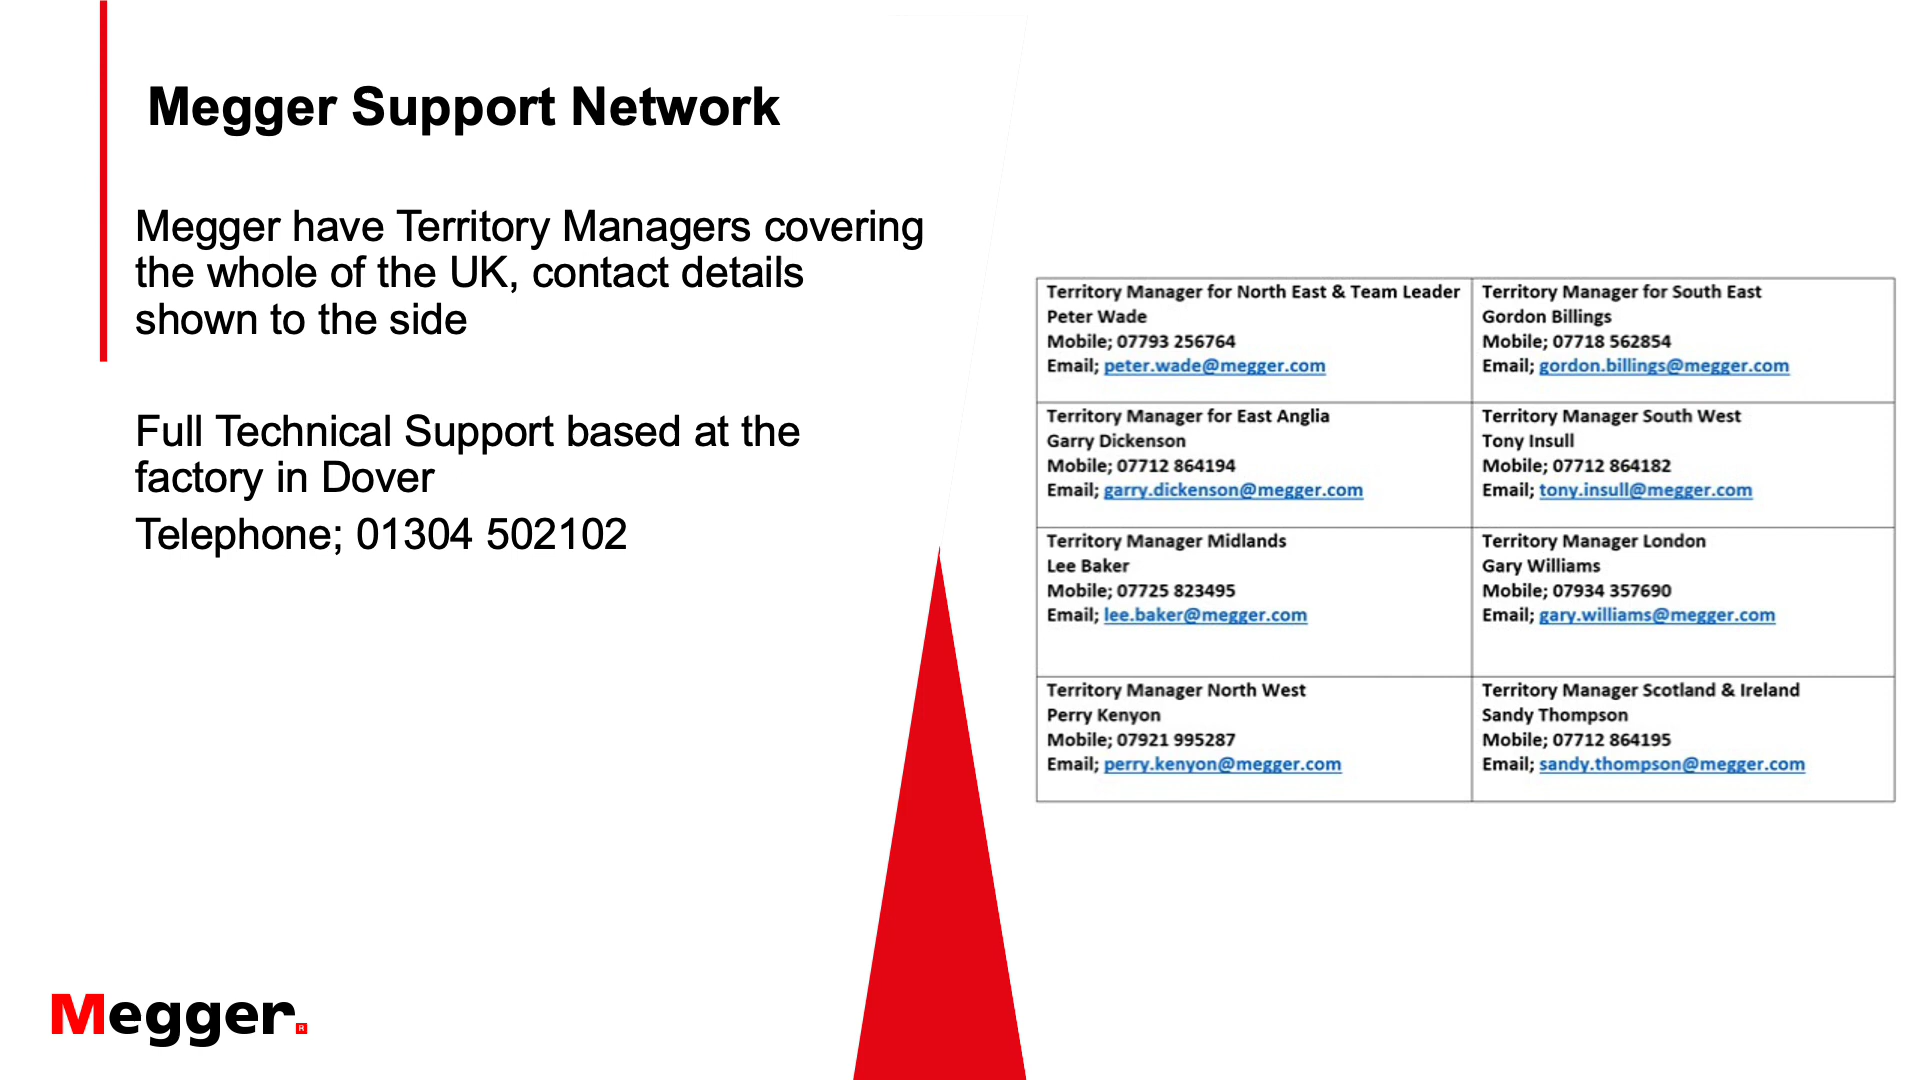 Megger Support Network
Megger have Territory Managers covering
the whole of the UK, contact details
shown to the side
Full Technical Support based at the
factory in Dover
Telephone; 01304 502102
Territory Manager for North East & Team Leader
Peter Wade
Mobile; 07793 256764
Email; peter.wade@megger.com
Territory Manager for South East
Gordon Billings
Mobile; 07718 562854
Email; gordon.billings@megger.com
Territory Manager for East Anglia
Garry Dickenson
Mobile; 07712 864194
Email; garry.dickenson@megger.com
Territory Manager South West
Tony Insull
Mobile; 07712 864182
Email; tony.insull@megger.com
Territory Manager Midlands
Lee Baker
Mobile; 07725 823495
Email; lee.baker@megger.com
Territory Manager London
Gary Williams
Mobile; 07934 357690
Email; gary.williams@megger.com
Territory Manager North West
Perry Kenyon
Mobile; 07921 995287
Email; perry.kenyon@megger.com
Territory Manager Scotland & Ireland
Sandy Thompson
Mobile; 07712 864195
Email; sandy.thompson@megger.com
Megger.
R